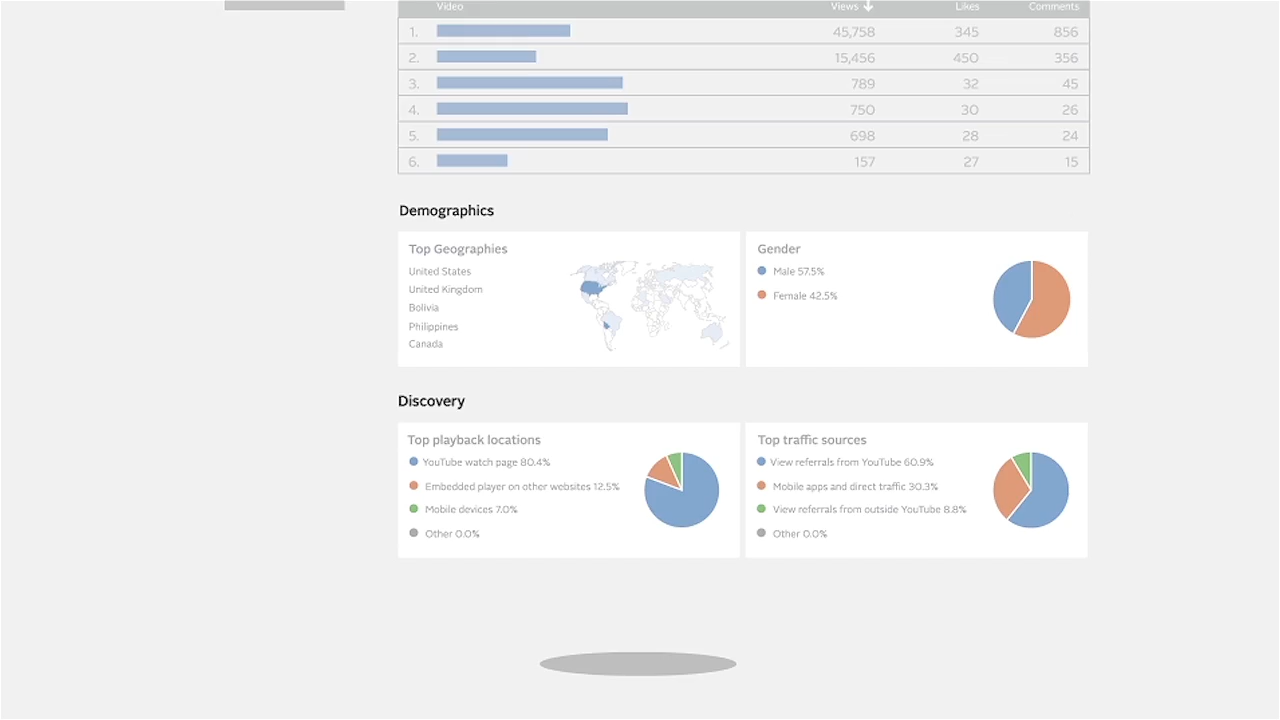 Video Views Likes Comments
1. 45,758 345 856
2. 15,456 450 356
3. 789 32 45
4. 750 30 26
5. 698 28 24
6. 157 27 15
Demographics
Top Geographies
United States
United Kingdom
Bolivia
Philippines
Canada
Gender
Male 57.5%
Female 42.5%
Discovery
Top playback locations
YouTube watch page 80.4%
Embedded player on other websites 12.5%
Mobile devices 7.0%
Other 0.0%
Top traffic sources
View referrals from YouTube 60.9%
Mobile apps and direct traffic 30.3%
View referrals from outside YouTube 8.8%
Other 0.0%